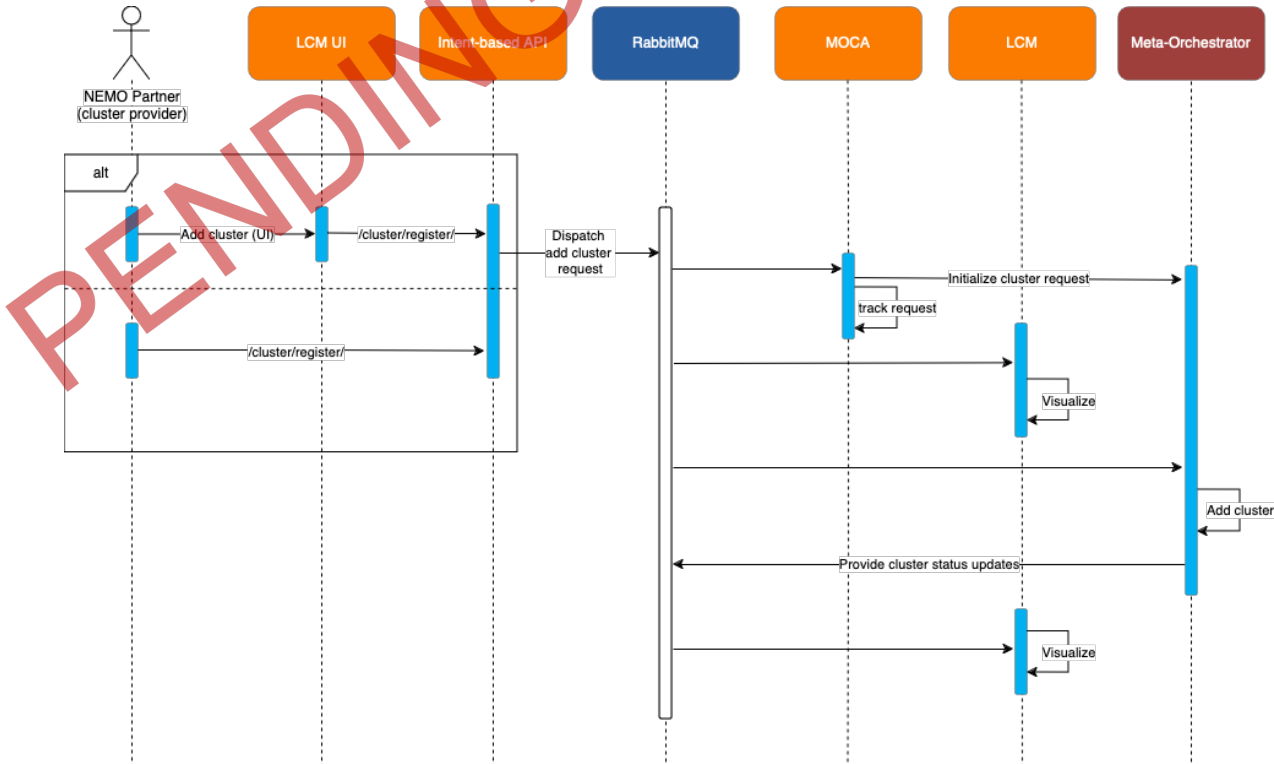 LCM UI
Intent-based API
RabbitMQ
MOCA
LCM
Meta-Orchestrator
NEMO Partner
(cluster provider)
alt
Add cluster (UI)
/cluster/register/
Dispatch
add cluster
request
Initialize cluster request
track request
/cluster/register/
Visualize
Add cluster
Provide cluster status updates
Visualize
PENDING